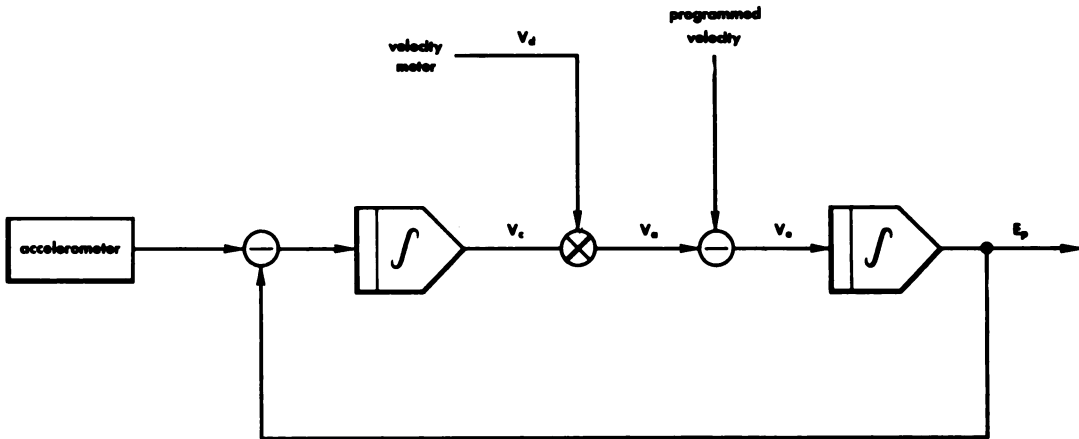 programmed
velocity
velocity
meter
V_d
accelerometer
−
∫
V_c
V_a
−
V_e
∫
E_p